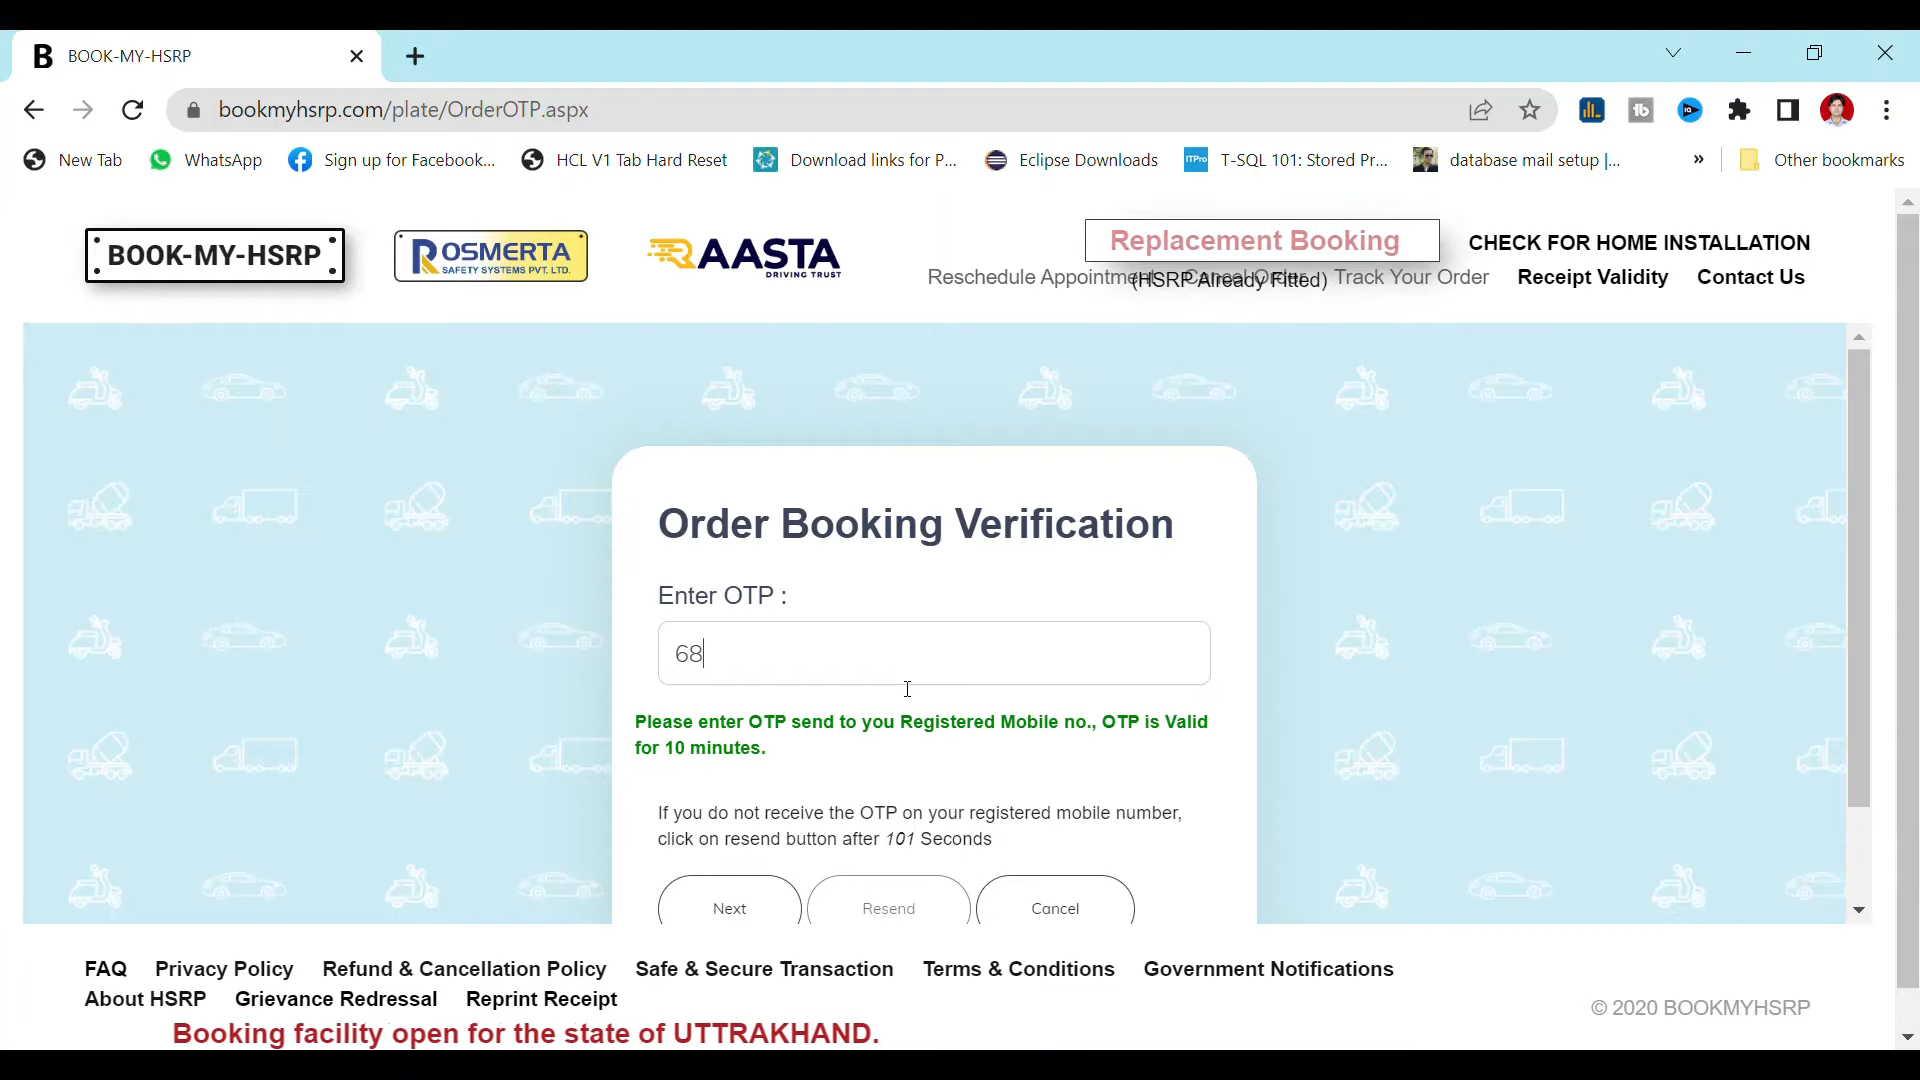 B BOOK-MY-HSRP
bookmyhsrp.com/plate/OrderOTP.aspx
New Tab WhatsApp Sign up for Facebook... HCL V1 Tab Hard Reset Download links for P... Eclipse Downloads ITPro T-SQL 101: Stored Pr... database mail setup |... » Other bookmarks
BOOK-MY-HSRP ROSMERTA SAFETY SYSTEMS PVT. LTD. AASTA DRIVING TRUST
Replacement Booking CHECK FOR HOME INSTALLATION
Reschedule Appointment Cancel Order Track Your Order Receipt Validity Contact Us
(HSRP Already Fitted)
Order Booking Verification
Enter OTP :
68
Please enter OTP send to you Registered Mobile no., OTP is Valid
for 10 minutes.
If you do not receive the OTP on your registered mobile number,
click on resend button after 101 Seconds
Next Resend Cancel
FAQ Privacy Policy Refund & Cancellation Policy Safe & Secure Transaction Terms & Conditions Government Notifications
About HSRP Grievance Redressal Reprint Receipt
© 2020 BOOKMYHSRP
Booking facility open for the state of UTTRAKHAND.